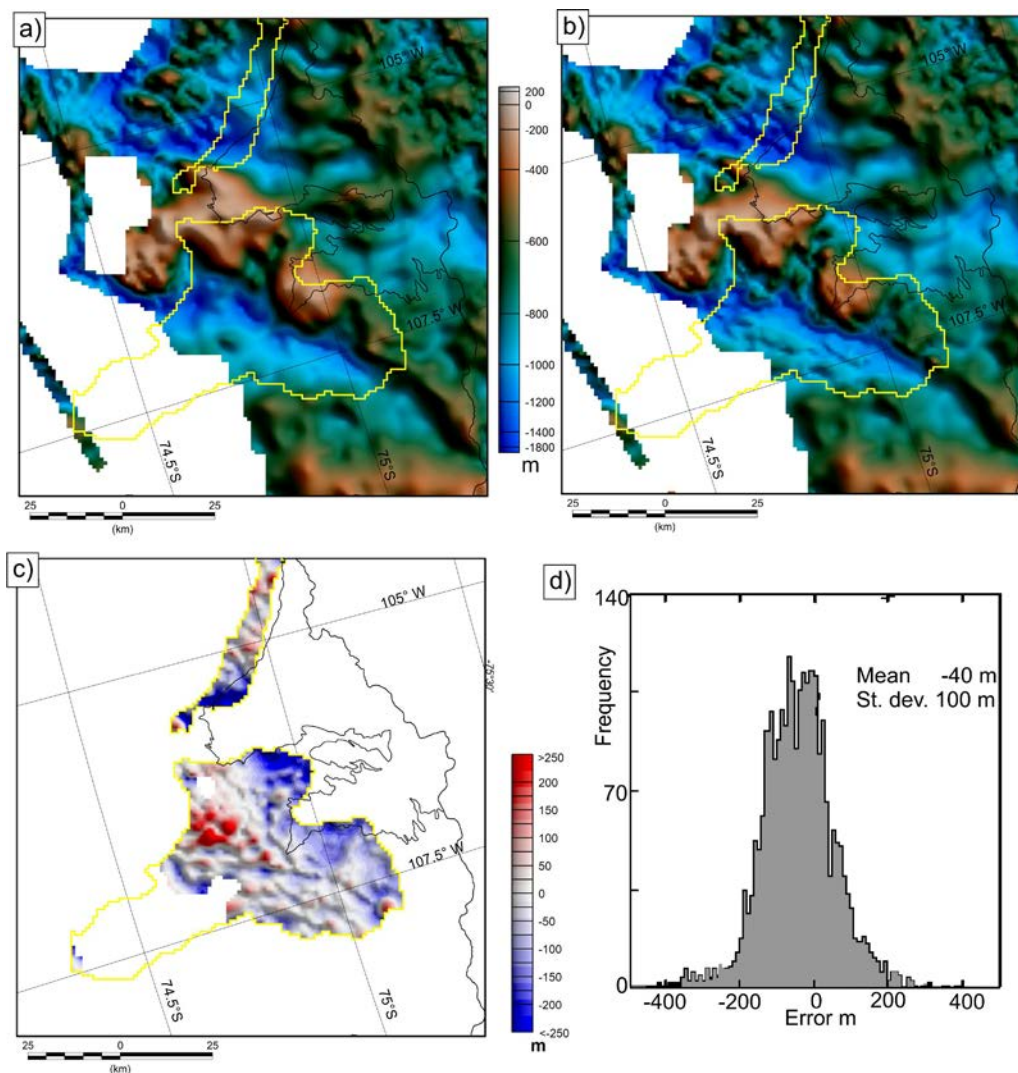 a)
105° W
107.5° W
74.5°S
75°S
25 0 25
(km)
200
0
-200
-400
-600
-800
-1000
-1200
-1400
-1800
m
b)
105° W
107.5° W
74.5°S
75°S
25 0 25
(km)
c)
105° W
-75°30'
107.5° W
74.5°S
75°S
25 0 25
(km)
>250
200
150
100
50
0
-50
-100
-150
-200
<-250
m
d)
140
70
0
Frequency
Mean -40 m
St. dev. 100 m
-400 -200 0 200 400
Error m